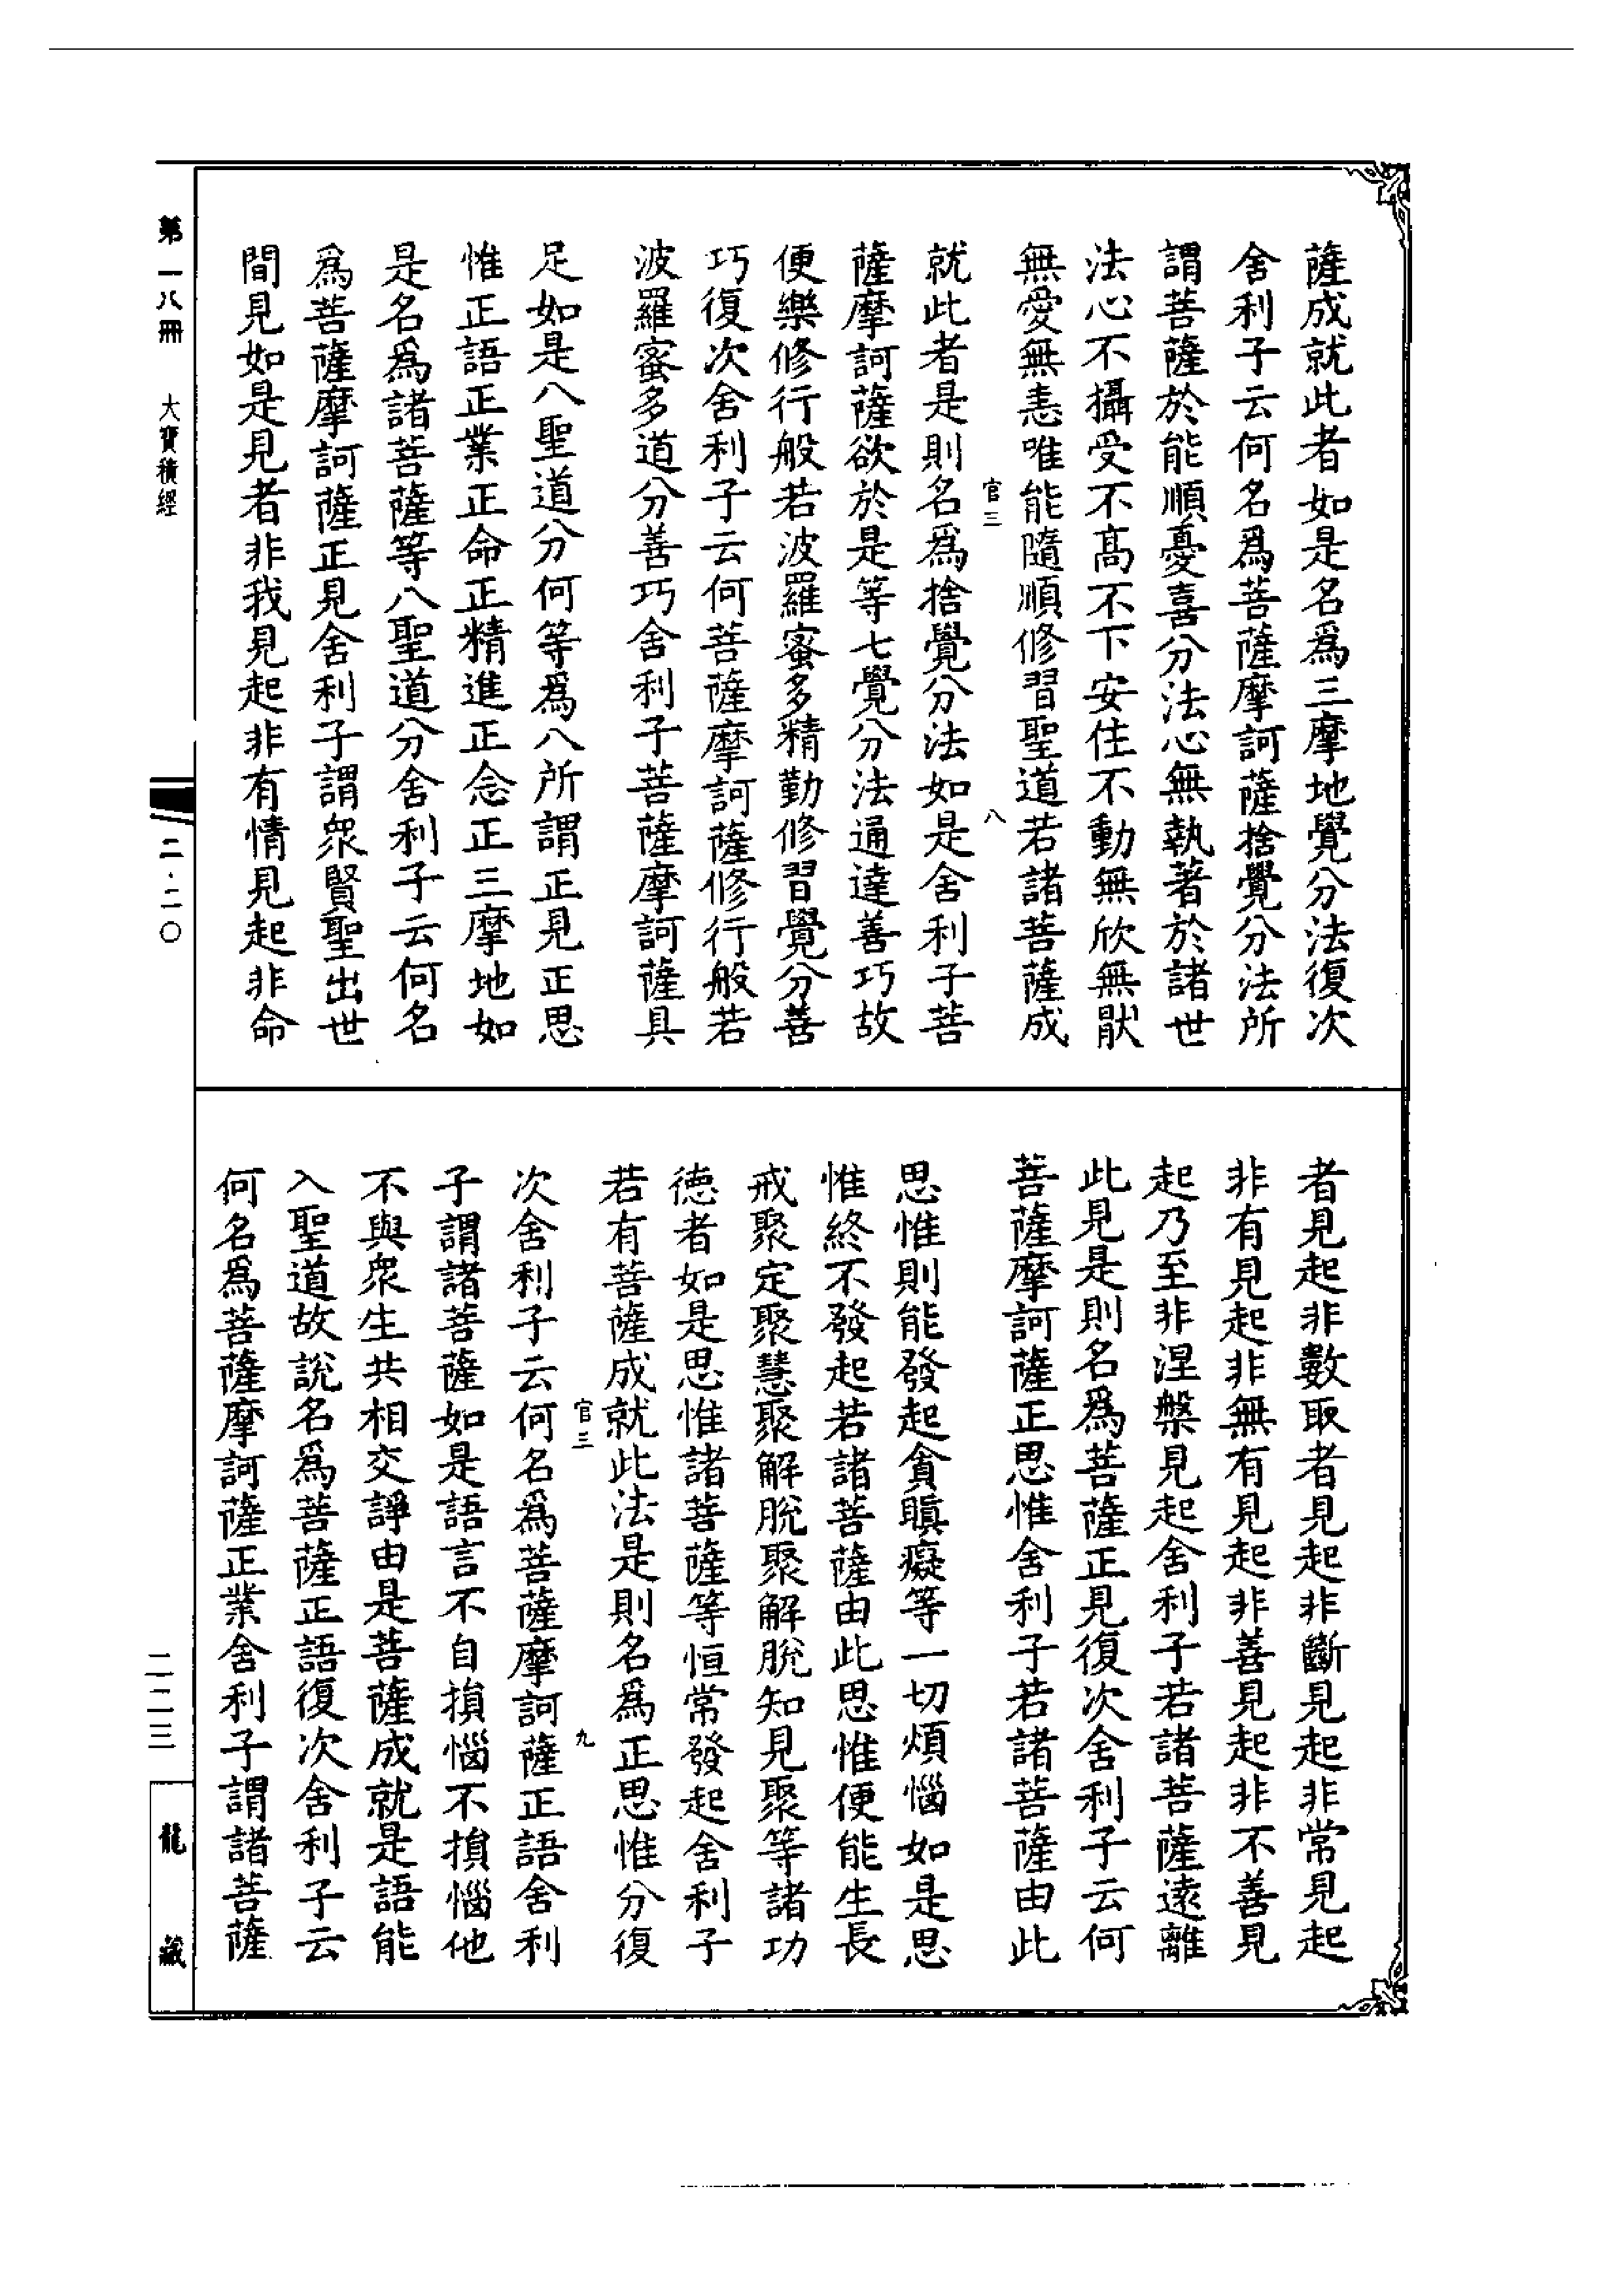 薩成就此者如是名爲三摩地覺分法復次
舍利子云何名爲菩薩摩訶薩捨覺分法所
謂菩薩於能順憂喜分法心無執著於諸世
法心不攝受不高不下安住不動無欣無猒
無愛無恚唯能隨順修習聖道若諸菩薩成
官三
八
就此者是則名爲捨覺分法如是舍利子菩
薩摩訶薩欲於是等七覺分法通達善巧故
便樂修行般若波羅蜜多精勤修習覺分善
巧復次舍利子云何菩薩摩訶薩修行般若
波羅蜜多道分善巧舍利子菩薩摩訶薩具
足如是八聖道分何等爲八所謂正見正思
惟正語正業正命正精進正念正三摩地如
是名爲諸菩薩等八聖道分舍利子云何名
爲菩薩摩訶薩正見舍利子謂衆賢聖出世
間見如是見者非我見起非有情見起非命
者見起非數取者見起非斷見起非常見起
非有見起非無有見起非善見起非不善見
起乃至非涅槃見起舍利子若諸菩薩遠離
此見是則名爲菩薩正見復次舍利子云何
菩薩摩訶薩正思惟舍利子若諸菩薩由此
思惟則能發起貪瞋癡等一切煩惱如是思
惟終不發起若諸菩薩由此思惟便能生長
戒聚定聚慧聚解脫聚解脫知見聚等諸功
德者如是思惟諸菩薩等恒常發起舍利子
若有菩薩成就此法是則名爲正思惟分復
官三
九
次舍利子云何名爲菩薩摩訶薩正語舍利
子謂諸菩薩如是語言不自損惱不損惱他
不與衆生共相交諍由是菩薩成就是語能
入聖道故說名爲菩薩正語復次舍利子云
何名爲菩薩摩訶薩正業舍利子謂諸菩薩
第一八冊 大寶積經
二·二〇
二二三
龍藏